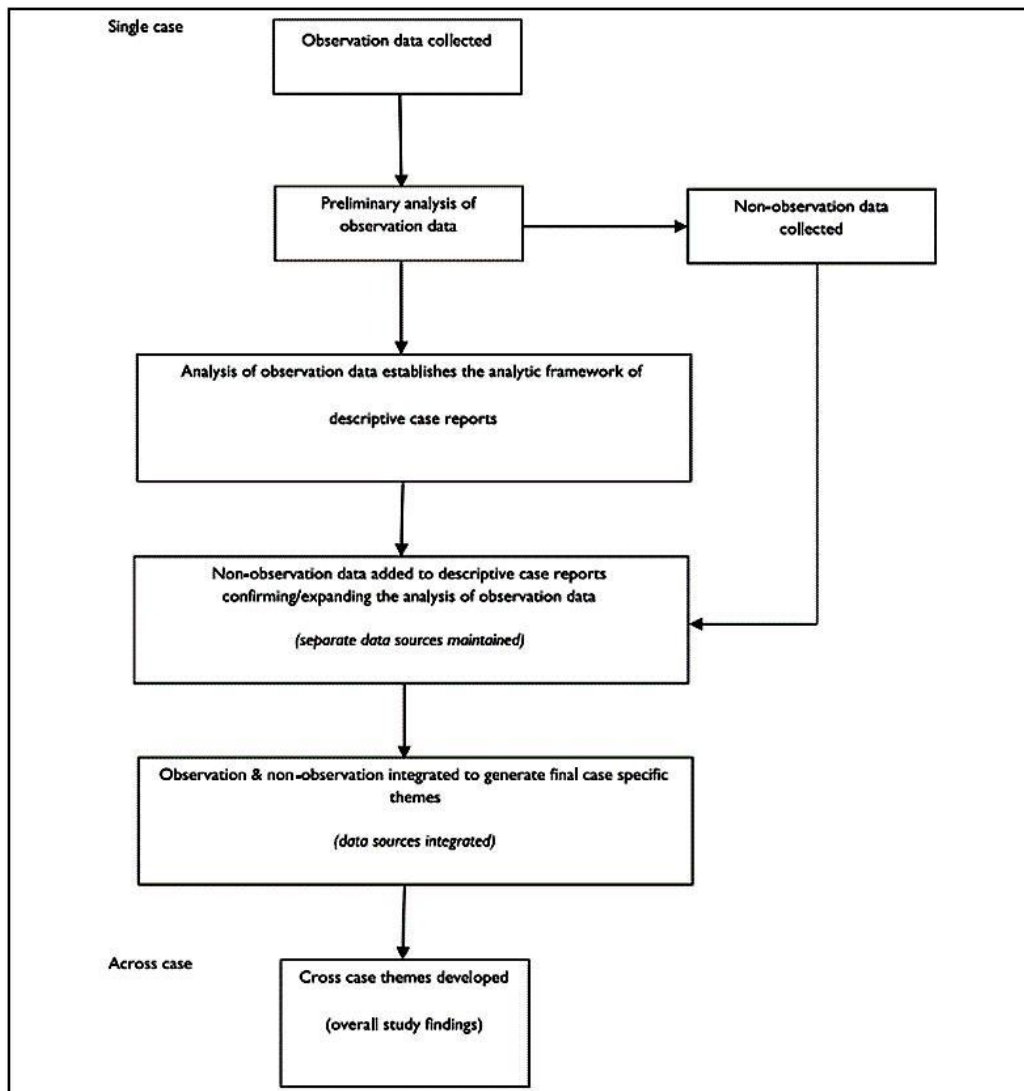 Single case
Observation data collected
Preliminary analysis of
observation data
Non-observation data
collected
Analysis of observation data establishes the analytic framework of
descriptive case reports
Non-observation data added to descriptive case reports
confirming/expanding the analysis of observation data
(separate data sources maintained)
Observation & non-observation integrated to generate final case specific
themes
(data sources integrated)
Across case
Cross case themes developed
(overall study findings)